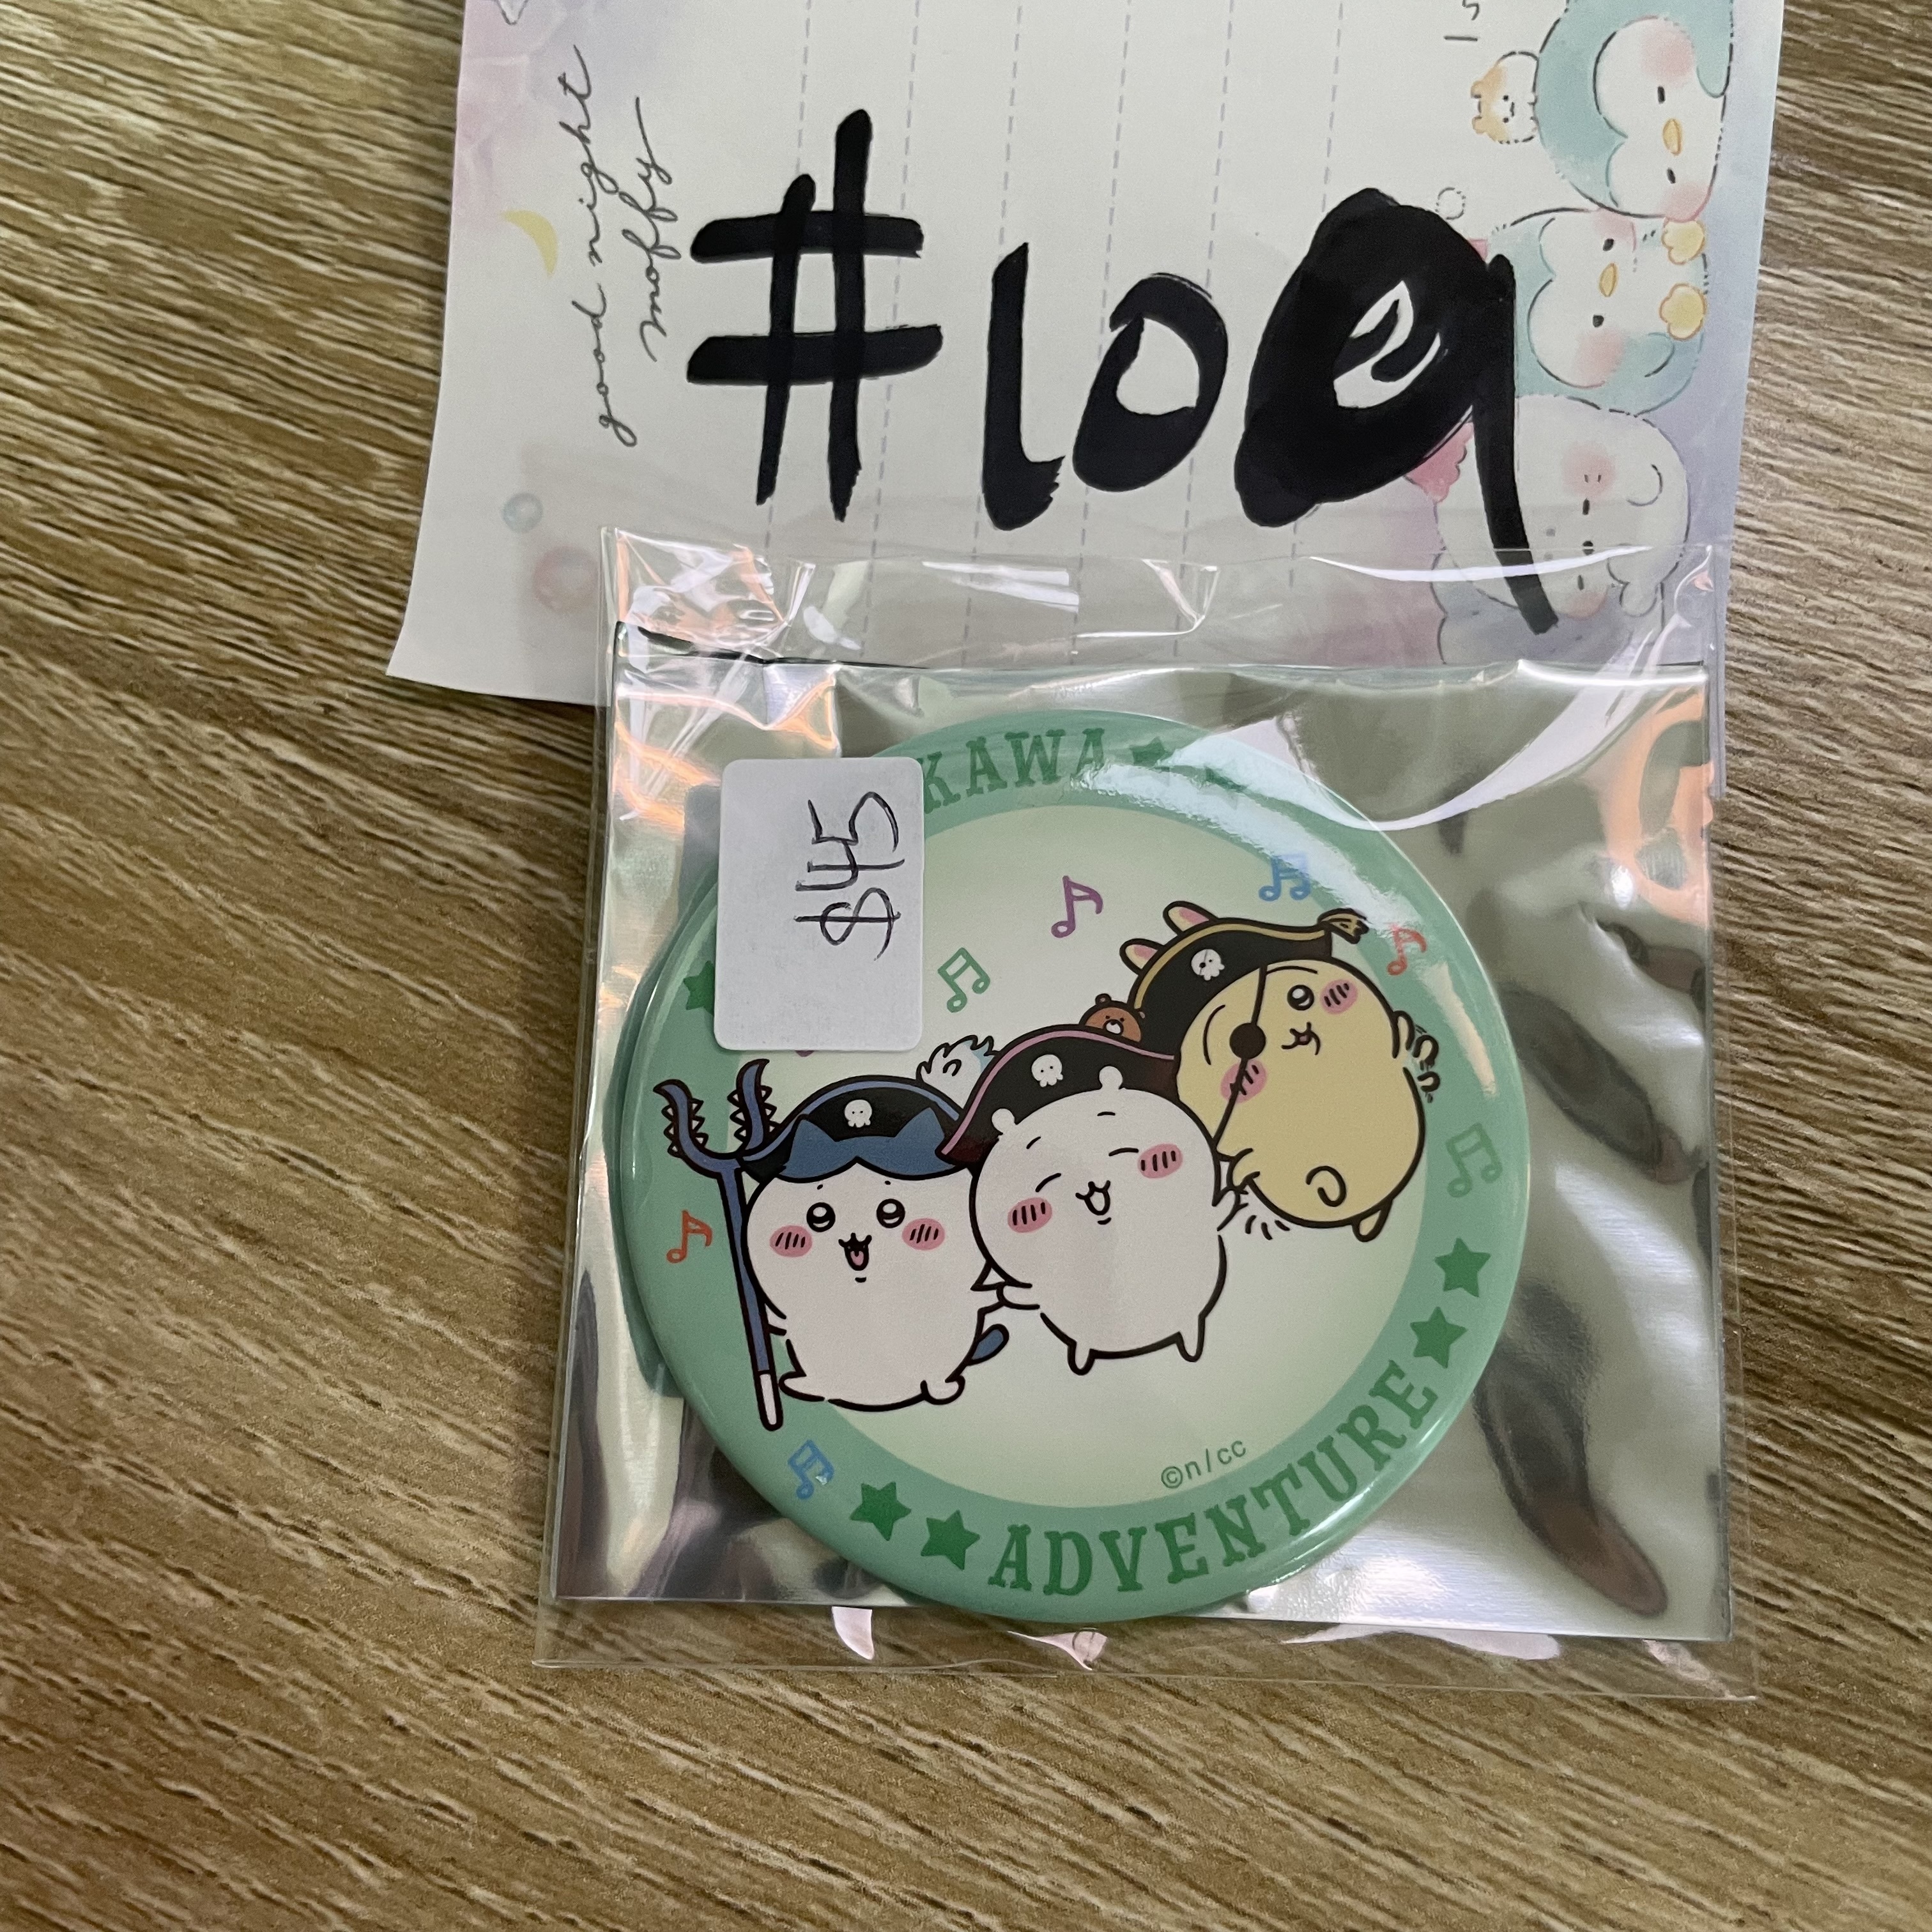 good night
moffy
#109
$45
KAWA
©n/cc
ADVENTURE